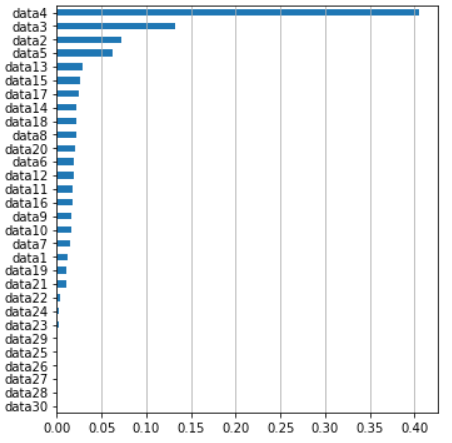 data4
data3
data2
data5
data13
data15
data17
data14
data18
data8
data20
data6
data12
data11
data16
data9
data10
data7
data1
data19
data21
data22
data24
data23
data29
data25
data26
data27
data28
data30
0.00 0.05 0.10 0.15 0.20 0.25 0.30 0.35 0.40